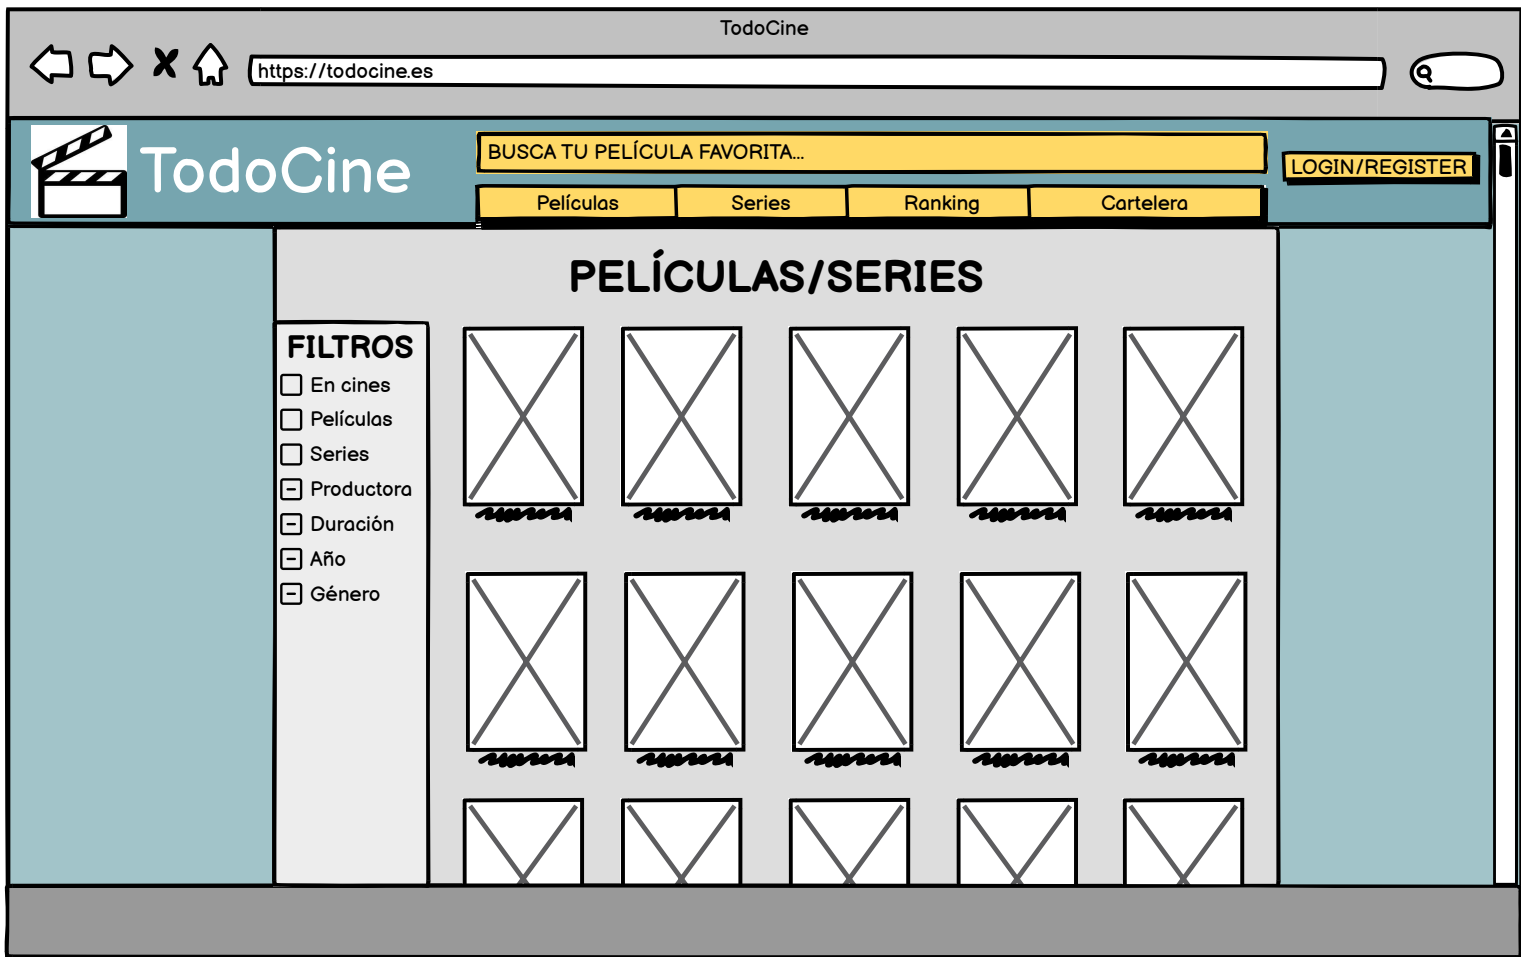 TodoCine
https://todocine.es
TodoCine
BUSCA TU PELÍCULA FAVORITA...
LOGIN/REGISTER
Películas
Series
Ranking
Cartelera
PELÍCULAS/SERIES
FILTROS
En cines
Películas
Series
Productora
Duración
Año
Género